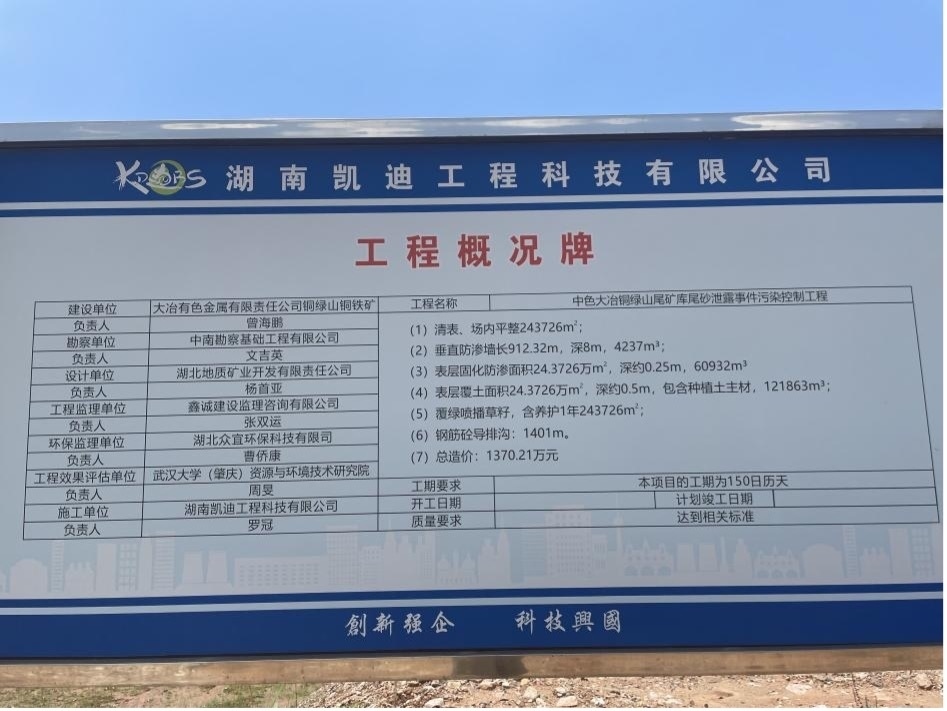 湖南凯迪工程科技有限公司
工程概况牌
建设单位 大冶有色金属有限责任公司铜绿山铜铁矿 工程名称 中色大冶铜绿山尾矿库尾砂泄露事件污染控制工程
负责人 曾海鹏
勘察单位 中南勘察基础工程有限公司
负责人 文吉英
设计单位 湖北地质矿业开发有限责任公司
负责人 杨首亚
工程监理单位 鑫诚建设监理咨询有限公司
负责人 张双运
环保监理单位 湖北众宜环保科技有限公司
负责人 曹侨康
工程效果评估单位 武汉大学（肇庆）资源与环境技术研究院
负责人 周旻
施工单位 湖南凯迪工程科技有限公司
负责人 罗冠
（1）清表、场内平整243726m²；
（2）垂直防渗墙长912.32m，深8m，4237m³；
（3）表层固化防渗面积24.3726万m²，深约0.25m，60932m³
（4）表层覆土面积24.3726万m²，深约0.5m，包含种植土主材，121863m³；
（5）覆绿喷播草籽，含养护1年243726m²；
（6）钢筋砼导排沟：1401m。
（7）总造价：1370.21万元
工期要求 本项目的工期为150日历天
开工日期 计划竣工日期
质量要求 达到相关标准
創新强企 科技興國